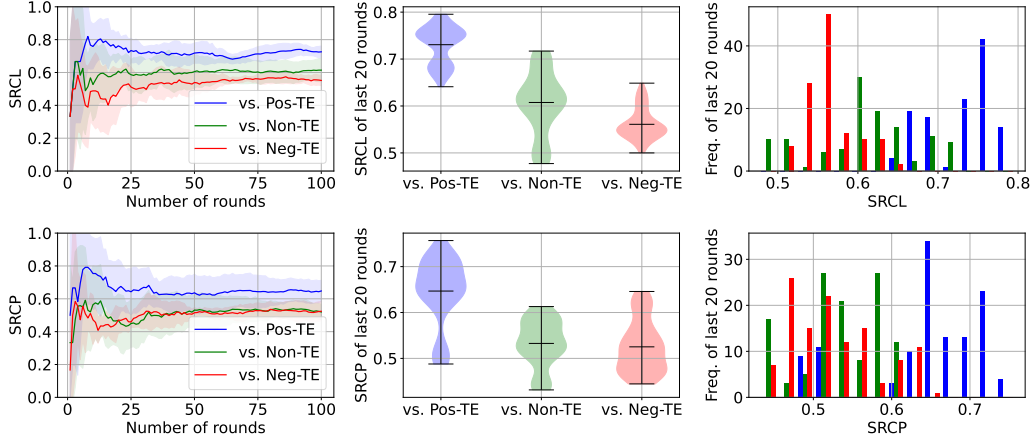 1.0
0.8
0.6
0.4
0.2
0.0
SRCL
vs. Pos-TE
vs. Non-TE
vs. Neg-TE
0 25 50 75 100
Number of rounds
0.8
0.7
0.6
0.5
SRCL of last 20 rounds
vs. Pos-TE vs. Non-TE vs. Neg-TE
40
20
0
Freq. of last 20 rounds
0.5 0.6 0.7 0.8
SRCL
1.0
0.8
0.6
0.4
0.2
0.0
SRCP
vs. Pos-TE
vs. Non-TE
vs. Neg-TE
0 25 50 75 100
Number of rounds
0.7
0.6
0.5
SRCP of last 20 rounds
vs. Pos-TE vs. Non-TE vs. Neg-TE
30
20
10
0
Freq. of last 20 rounds
0.5 0.6 0.7
SRCP